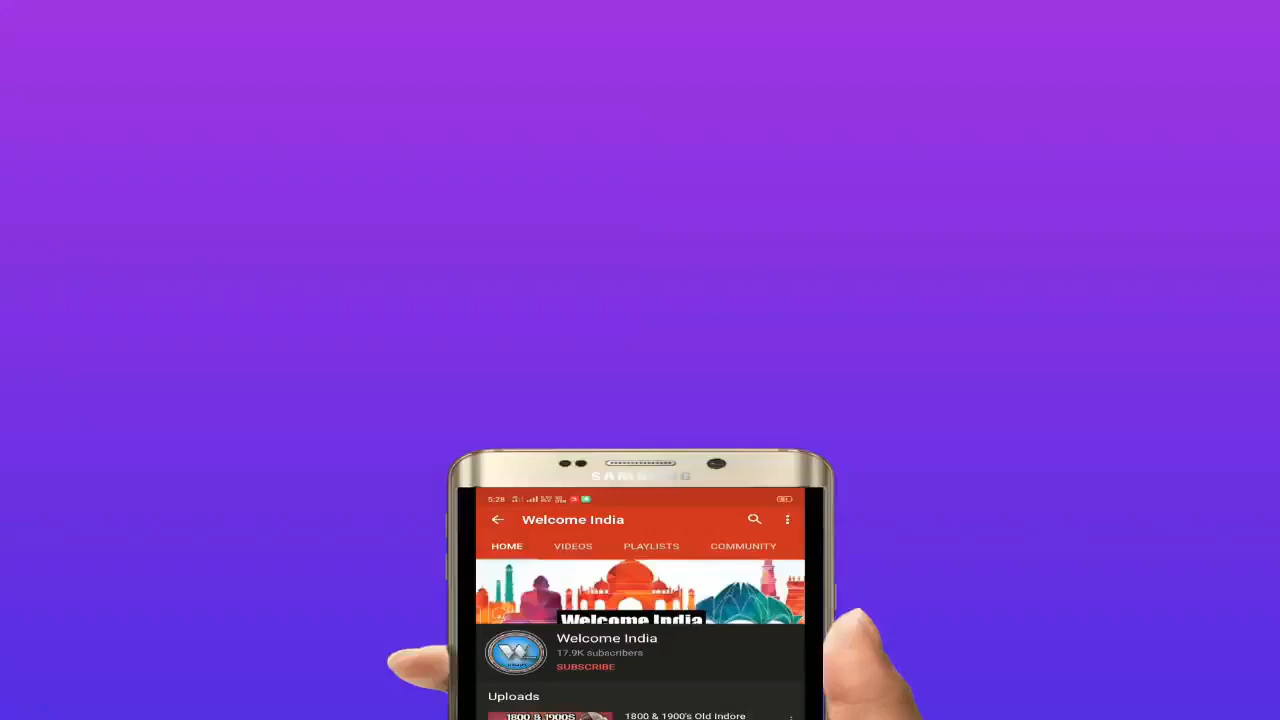 SAMSUNG
5:28
Welcome India
HOME VIDEOS PLAYLISTS COMMUNITY
Welcome India
Welcome India
17.9K subscribers
SUBSCRIBE
Uploads
1800 & 1900S
1800 & 1900's Old Indore